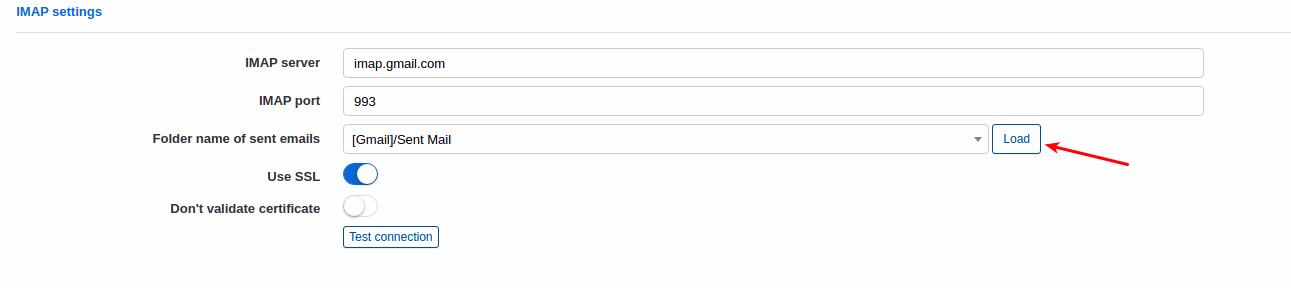 IMAP settings
IMAP server imap.gmail.com
IMAP port 993
Folder name of sent emails [Gmail]/Sent Mail Load
Use SSL
Don't validate certificate
Test connection